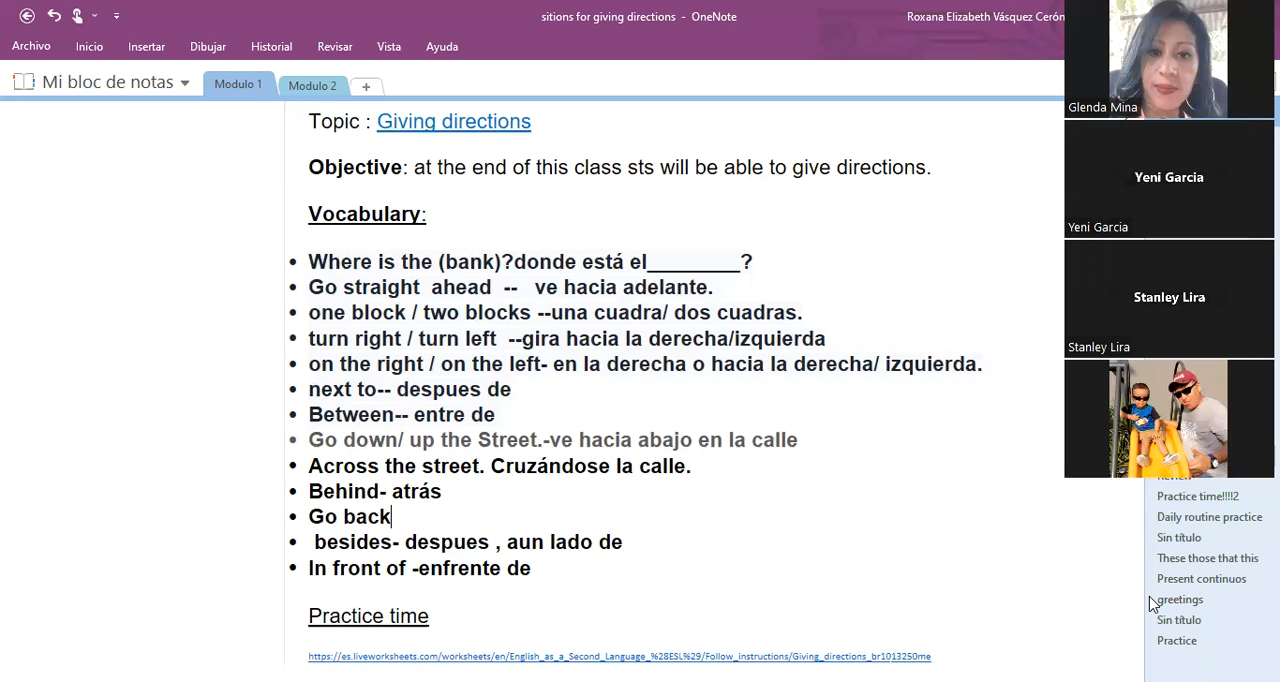 sitions for giving directions - OneNote
Roxana Elizabeth Vásquez Cerón
Archivo Inicio Insertar Dibujar Historial Revisar Vista Ayuda
Mi bloc de notas Modulo 1 Modulo 2 +
Topic : Giving directions
Objective: at the end of this class sts will be able to give directions.
Vocabulary:
• Where is the (bank)?donde está el________?
• Go straight ahead -- ve hacia adelante.
• one block / two blocks --una cuadra/ dos cuadras.
• turn right / turn left --gira hacia la derecha/izquierda
• on the right / on the left- en la derecha o hacia la derecha/ izquierda.
• next to-- despues de
• Between-- entre de
• Go down/ up the Street.-ve hacia abajo en la calle
• Across the street. Cruzándose la calle.
• Behind- atrás
• Go back
• besides- despues , aun lado de
• In front of -enfrente de
Practice time
https://es.liveworksheets.com/worksheets/en/English_as_a_Second_Language_%28ESL%29/Follow_instructions/Giving_directions_br1013250me
Glenda Mina
Yeni Garcia
Yeni Garcia
Stanley Lira
Stanley Lira
Practice time!!!!2
Daily routine practice
Sin título
These those that this
Present continuos
greetings
Sin título
Practice